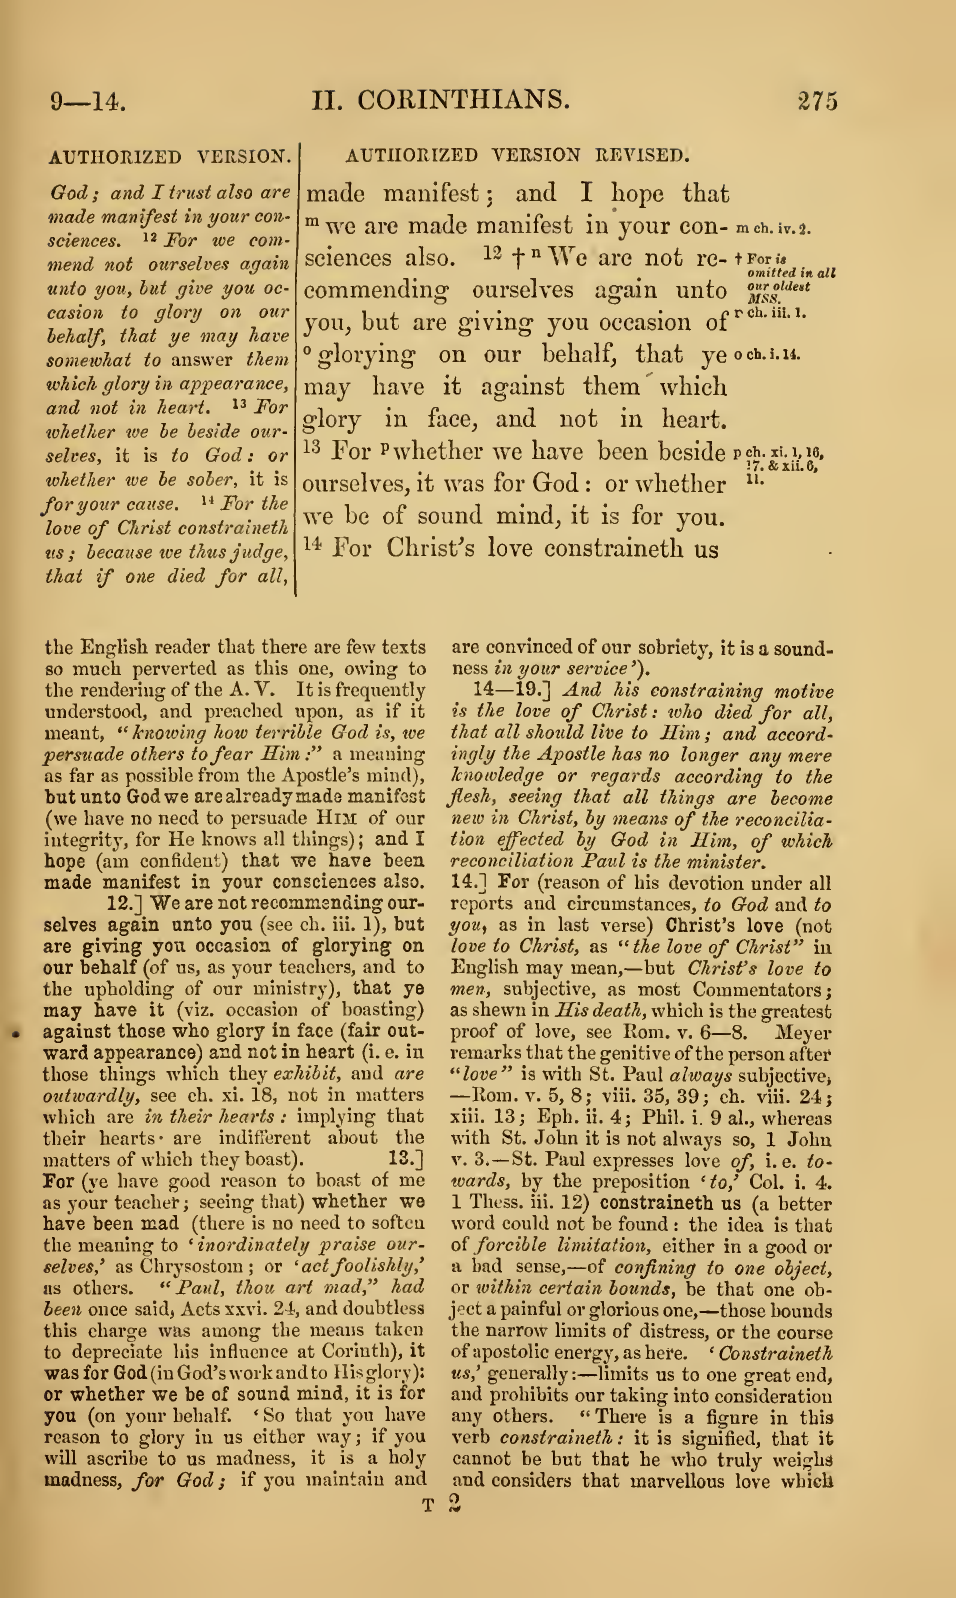 9—14.
II. CORINTHIANS.
275
AUTHORIZED VERSION.
God; and I trust also are
made manifest in your con-
sciences. 12 For we com-
mend not ourselves again
unto you, but give you oc-
casion to glory on our
behalf, that ye may have
somewhat to answer them
which glory in appearance,
and not in heart. 13 For
whether we be beside our-
selves, it is to God: or
whether we be sober, it is
for your cause. 14 For the
love of Christ constraineth
us; because we thus judge,
that if one died for all,
AUTHORIZED VERSION REVISED.
made manifest; and I hope that
m we are made manifest in your con-
sciences also. 12 † n We are not re-
commending ourselves again unto
you, but are giving you occasion of
o glorying on our behalf, that ye
may have it against them which
glory in face, and not in heart.
13 For p whether we have been beside
ourselves, it was for God: or whether
we be of sound mind, it is for you.
14 For Christ's love constraineth us
m ch. iv. 2.
† For is
omitted in all
our oldest
MSS.
r ch. iii. 1.
o ch. i. 14.
p ch. xi. 1, 16,
17. & xii. 6,
11.
the English reader that there are few texts
so much perverted as this one, owing to
the rendering of the A. V. It is frequently
understood, and preached upon, as if it
meant, "knowing how terrible God is, we
persuade others to fear Him:" a meaning
as far as possible from the Apostle's mind),
but unto God we are already made manifest
(we have no need to persuade HIM of our
integrity, for He knows all things); and I
hope (am confident) that we have been
made manifest in your consciences also.
12.] We are not recommending our-
selves again unto you (see ch. iii. 1), but
are giving you occasion of glorying on
our behalf (of us, as your teachers, and to
the upholding of our ministry), that ye
may have it (viz. occasion of boasting)
against those who glory in face (fair out-
ward appearance) and not in heart (i. e. in
those things which they exhibit, and are
outwardly, see ch. xi. 18, not in matters
which are in their hearts: implying that
their hearts are indifferent about the
matters of which they boast). 13.]
For (ye have good reason to boast of me
as your teacher; seeing that) whether we
have been mad (there is no need to soften
the meaning to 'inordinately praise our-
selves,' as Chrysostom; or 'act foolishly,'
as others. "Paul, thou art mad," had
been once said, Acts xxvi. 24, and doubtless
this charge was among the means taken
to depreciate his influence at Corinth), it
was for God (in God's work and to His glory):
or whether we be of sound mind, it is for
you (on your behalf. 'So that you have
reason to glory in us either way; if you
will ascribe to us madness, it is a holy
madness, for God; if you maintain and
are convinced of our sobriety, it is a sound-
ness in your service').
14—19.] And his constraining motive
is the love of Christ: who died for all,
that all should live to Him; and accord-
ingly the Apostle has no longer any mere
knowledge or regards according to the
flesh, seeing that all things are become
new in Christ, by means of the reconcilia-
tion effected by God in Him, of which
reconciliation Paul is the minister.
14.] For (reason of his devotion under all
reports and circumstances, to God and to
you, as in last verse) Christ's love (not
love to Christ, as "the love of Christ" in
English may mean,—but Christ's love to
men, subjective, as most Commentators;
as shewn in His death, which is the greatest
proof of love, see Rom. v. 6—8. Meyer
remarks that the genitive of the person after
"love" is with St. Paul always subjective,
—Rom. v. 5, 8; viii. 35, 39; ch. viii. 24;
xiii. 13; Eph. ii. 4; Phil. i. 9 al., whereas
with St. John it is not always so, 1 John
v. 3.—St. Paul expresses love of, i. e. to-
wards, by the preposition 'to,' Col. i. 4.
1 Thess. iii. 12) constraineth us (a better
word could not be found: the idea is that
of forcible limitation, either in a good or
a bad sense,—of confining to one object,
or within certain bounds, be that one ob-
ject a painful or glorious one,—those bounds
the narrow limits of distress, or the course
of apostolic energy, as here. 'Constraineth
us,' generally:—limits us to one great end,
and prohibits our taking into consideration
any others. "There is a figure in this
verb constraineth: it is signified, that it
cannot be but that he who truly weighs
and considers that marvellous love which
T 2